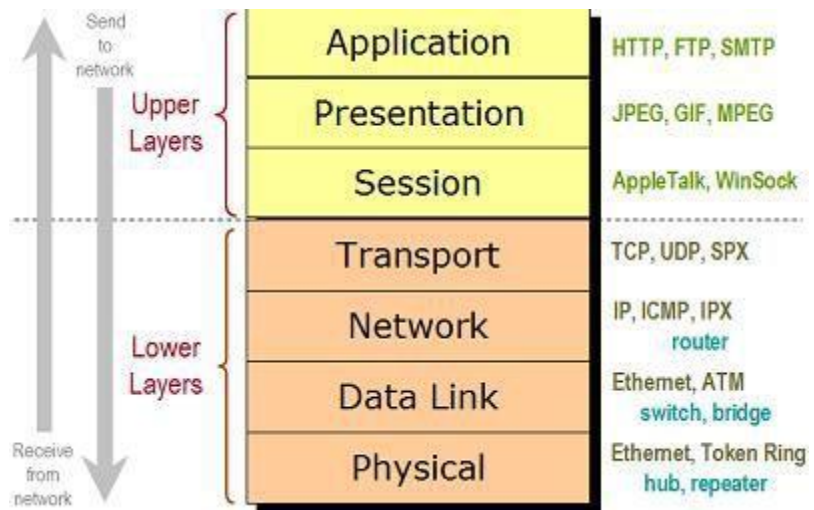 Send
to
network
Upper
Layers
Application
HTTP, FTP, SMTP
Presentation
JPEG, GIF, MPEG
Session
AppleTalk, WinSock
Lower
Layers
Transport
TCP, UDP, SPX
Network
IP, ICMP, IPX
router
Data Link
Ethernet, ATM
switch, bridge
Physical
Ethernet, Token Ring
hub, repeater
Receive
from
network